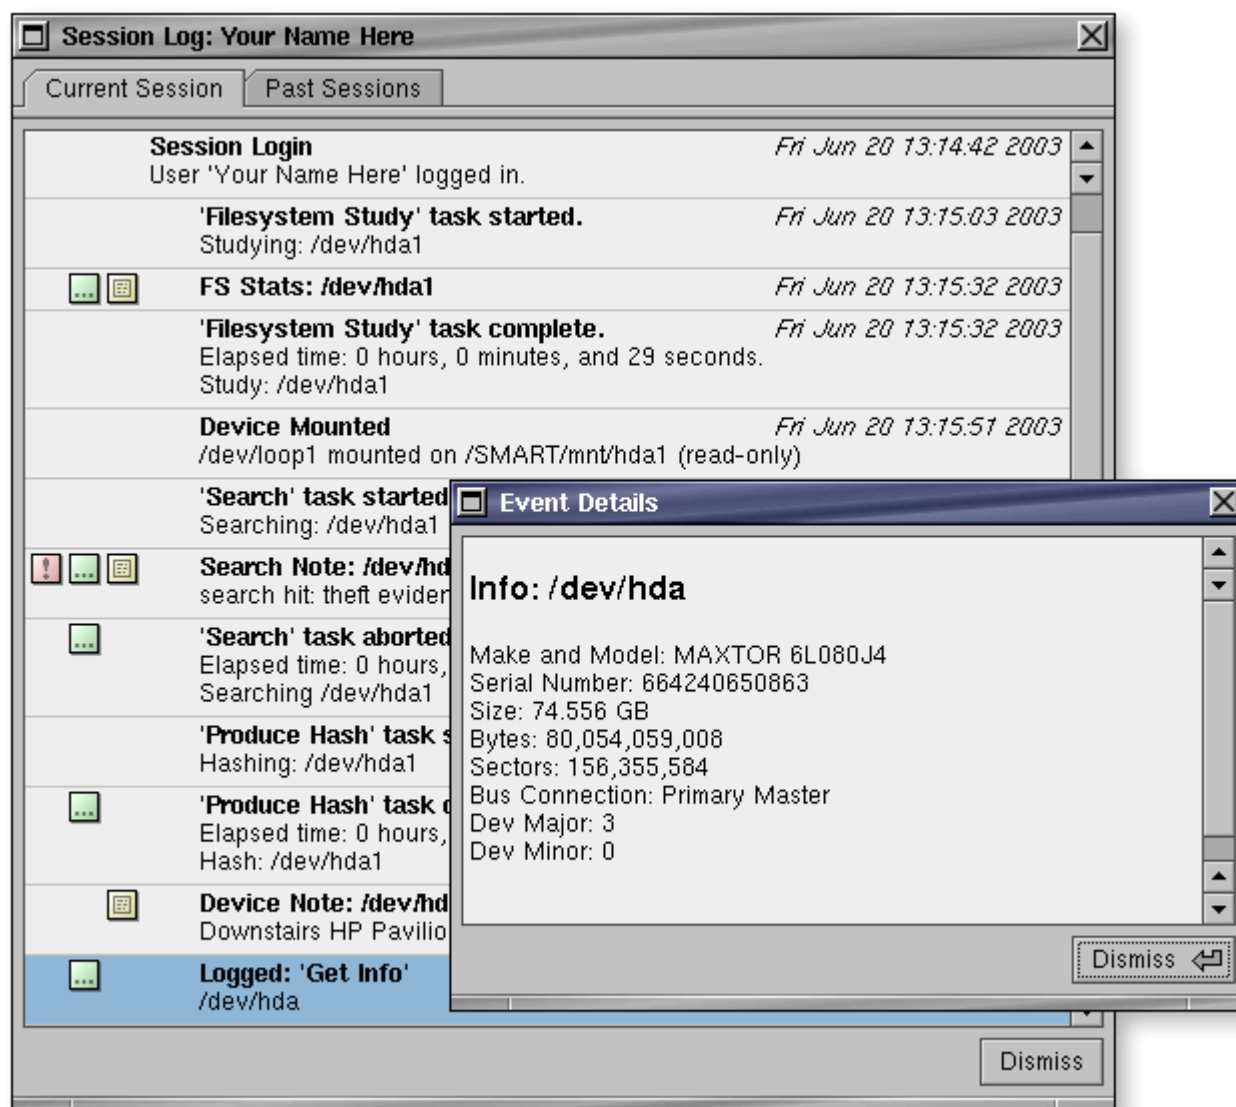 Session Log: Your Name Here
Current Session Past Sessions
Session Login Fri Jun 20 13:14:42 2003
User 'Your Name Here' logged in.
'Filesystem Study' task started. Fri Jun 20 13:15:03 2003
Studying: /dev/hda1
FS Stats: /dev/hda1 Fri Jun 20 13:15:32 2003
'Filesystem Study' task complete. Fri Jun 20 13:15:32 2003
Elapsed time: 0 hours, 0 minutes, and 29 seconds.
Study: /dev/hda1
Device Mounted Fri Jun 20 13:15:51 2003
/dev/loop1 mounted on /SMART/mnt/hda1 (read-only)
'Search' task started
Searching: /dev/hda1
Search Note: /dev/hd
search hit: theft eviden
'Search' task aborted
Elapsed time: 0 hours,
Searching /dev/hda1
'Produce Hash' task s
Hashing: /dev/hda1
'Produce Hash' task c
Elapsed time: 0 hours,
Hash: /dev/hda1
Device Note: /dev/hd
Downstairs HP Pavilio
Logged: 'Get Info'
/dev/hda
Dismiss
Event Details
Info: /dev/hda
Make and Model: MAXTOR 6L080J4
Serial Number: 664240650863
Size: 74.556 GB
Bytes: 80,054,059,008
Sectors: 156,355,584
Bus Connection: Primary Master
Dev Major: 3
Dev Minor: 0
Dismiss